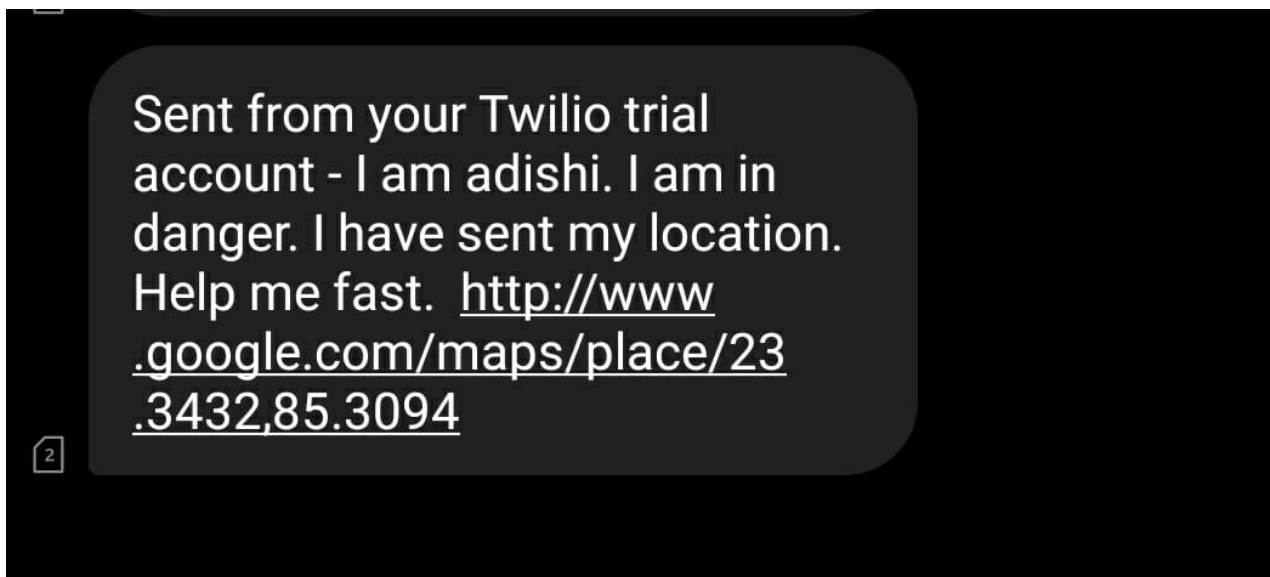 Sent from your Twilio trial
account - I am adishi. I am in
danger. I have sent my location.
Help me fast.  http://www
.google.com/maps/place/23
.3432,85.3094
2